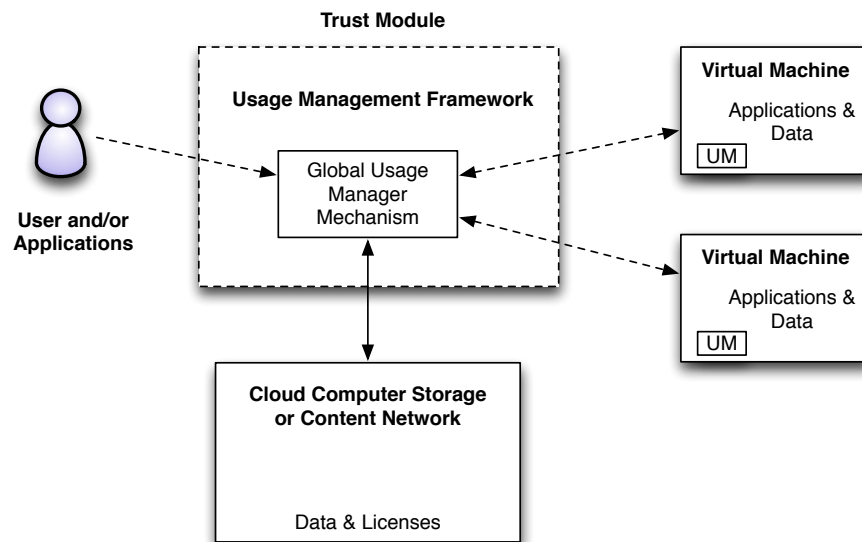 Trust Module
Usage Management Framework
Global Usage
Manager
Mechanism
User and/or
Applications
Virtual Machine
Applications &
Data
UM
Virtual Machine
Applications &
Data
UM
Cloud Computer Storage
or Content Network
Data & Licenses